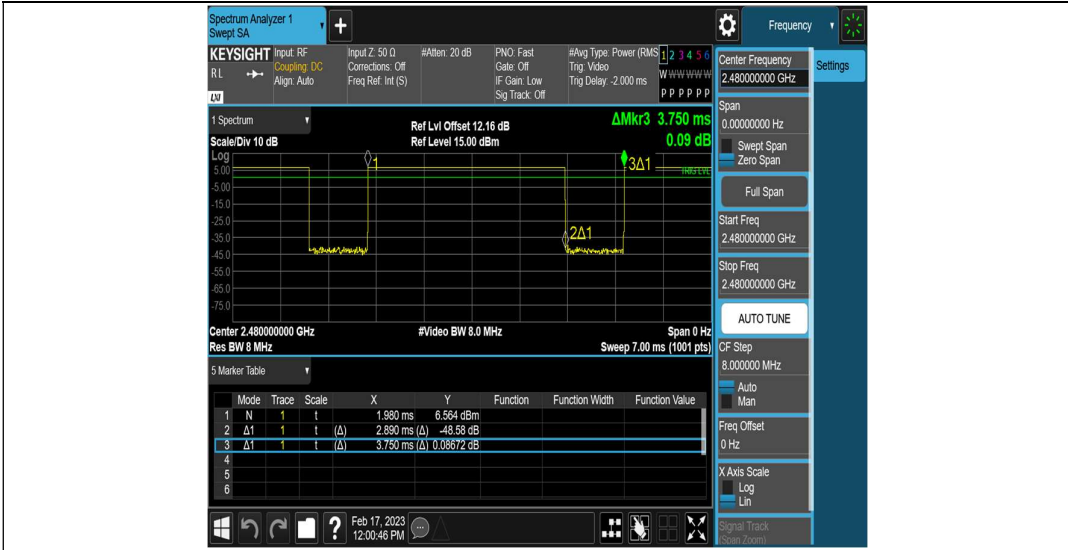 Spectrum Analyzer 1
Swept SA
Frequency
KEYSIGHT
RL
LXI
Input: RF
Coupling: DC
Align: Auto
Input Z: 50 Ω
Corrections: Off
Freq Ref: Int (S)
#Atten: 20 dB
PNO: Fast
Gate: Off
IF Gain: Low
Sig Track: Off
#Avg Type: Power (RMS
Trig: Video
Trig Delay: -2.000 ms
1 2 3 4 5 6
W W W W W W
P P P P P P
1 Spectrum
Scale/Div 10 dB
Ref Lvl Offset 12.16 dB
Ref Level 15.00 dBm
ΔMkr3 3.750 ms
0.09 dB
Log
1
3Δ1
TRIG LVL
2Δ1
5.00
-5.00
-15.0
-25.0
-35.0
-45.0
-55.0
-65.0
-75.0
Center 2.480000000 GHz
#Video BW 8.0 MHz
Span 0 Hz
Res BW 8 MHz
Sweep 7.00 ms (1001 pts)
5 Marker Table
Mode Trace Scale X Y Function Function Width Function Value
1 N 1 t 1.980 ms 6.564 dBm
2 Δ1 1 t (Δ) 2.890 ms (Δ) -48.58 dB
3 Δ1 1 t (Δ) 3.750 ms (Δ) 0.08672 dB
4
5
6
Feb 17, 2023
12:00:46 PM
Center Frequency
2.480000000 GHz
Settings
Span
0.00000000 Hz
Swept Span
Zero Span
Full Span
Start Freq
2.480000000 GHz
Stop Freq
2.480000000 GHz
AUTO TUNE
CF Step
8.000000 MHz
Auto
Man
Freq Offset
0 Hz
X Axis Scale
Log
Lin
Signal Track
(Span Zoom)